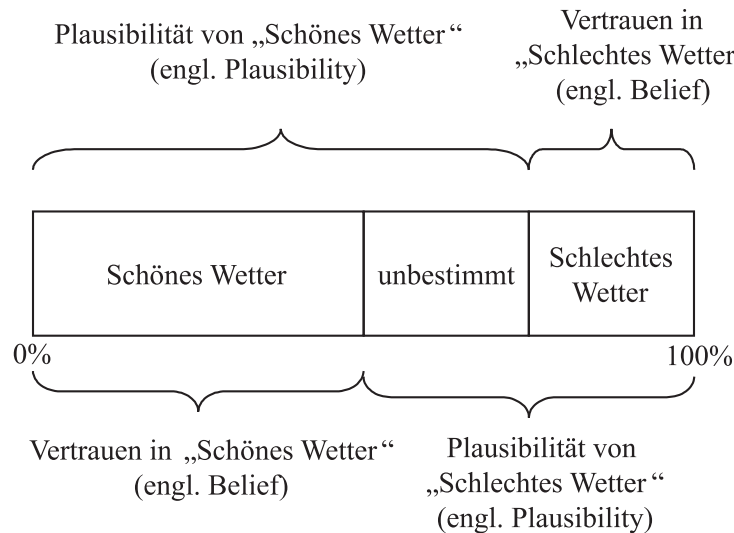 Plausibilität von „Schönes Wetter “
(engl. Plausibility)
Vertrauen in
„Schlechtes Wetter
(engl. Belief)
Schönes Wetter
unbestimmt
Schlechtes
Wetter
0%
100%
Vertrauen in „Schönes Wetter “
(engl. Belief)
Plausibilität von
„Schlechtes Wetter “
(engl. Plausibility)